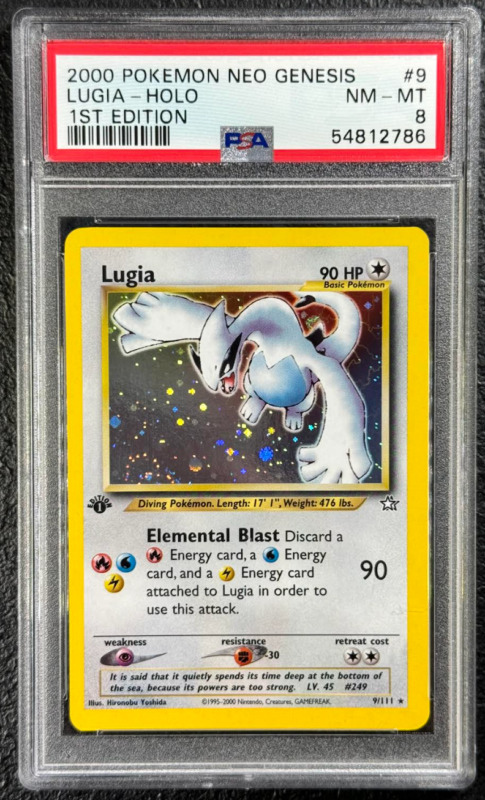 2000 POKEMON NEO GENESIS #9
LUGIA - HOLO NM - MT
1ST EDITION 8
PSA 54812786
Lugia 90 HP
Basic Pokémon
EDITION
1
Diving Pokémon. Length: 17' 1", Weight: 476 lbs.
Elemental Blast Discard a
Energy card, a Energy
card, and a Energy card
attached to Lugia in order to
use this attack.
90
weakness resistance retreat cost
-30
It is said that it quietly spends its time deep at the bottom of
the sea, because its powers are too strong. LV. 45 #249
Illus. Hironobu Yoshida ©1995-2000 Nintendo, Creatures, GAMEFREAK. 9/111 ★